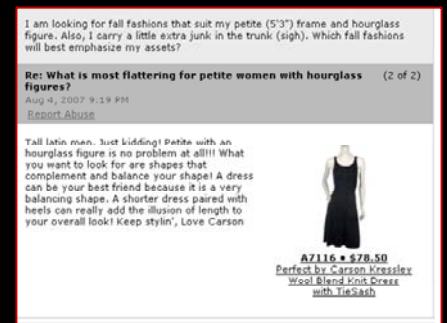 I am looking for fall fashions that suit my petite (5'3") frame and hourglass
figure. Also, I carry a little extra junk in the trunk (sigh). Which fall fashions
will best emphasize my assets?
Re: What is most flattering for petite women with hourglass (2 of 2)
figures?
Aug 4, 2007 9:19 PM
Report Abuse
Tall latin men. Just kidding! Petite with an
hourglass figure is no problem at all!!! What
you want to look for are shapes that
complement and balance your shape! A dress
can be your best friend because it is a very
balancing shape. A shorter dress paired with
heels can really add the illusion of length to
your overall look! Keep stylin', Love Carson
A7116 • $78.50
Perfect by Carson Kressley
Wool Blend Knit Dress
with TieSash